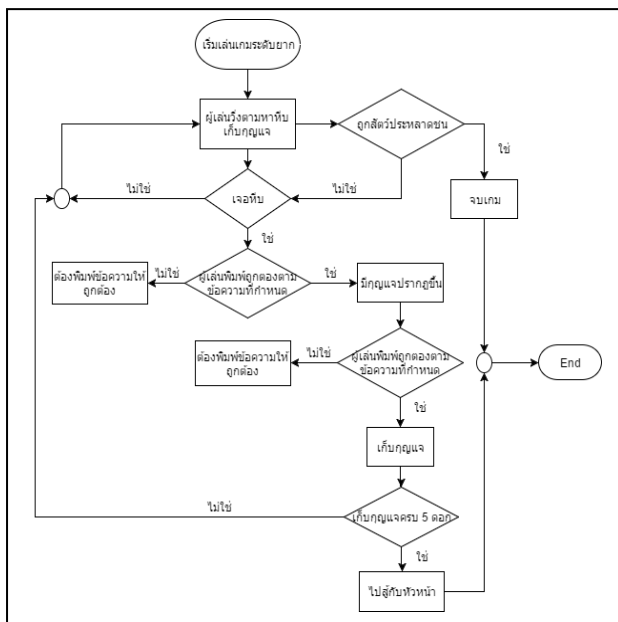 เริ่มเล่นเกมระดับยาก
ผู้เล่นวิ่งตามหาหีบ
เก็บกุญแจ
ถูกสัตว์ประหลาดชน
ใช่
ไม่ใช่
เจอหีบ
ไม่ใช่
จบเกม
ใช่
ต้องพิมพ์ข้อความให้
ถูกต้อง
ไม่ใช่
ผู้เล่นพิมพ์ถูกตองตาม
ข้อความที่กำหนด
ใช่
มีกุญแจปรากฏขึ้น
ต้องพิมพ์ข้อความให้
ถูกต้อง
ไม่ใช่
ผู้เล่นพิมพ์ถูกตองตาม
ข้อความที่กำหนด
End
ใช่
เก็บกุญแจ
ไม่ใช่
เก็บกุญแจครบ 5 ดอก
ใช่
ไปสู้กับหัวหน้า